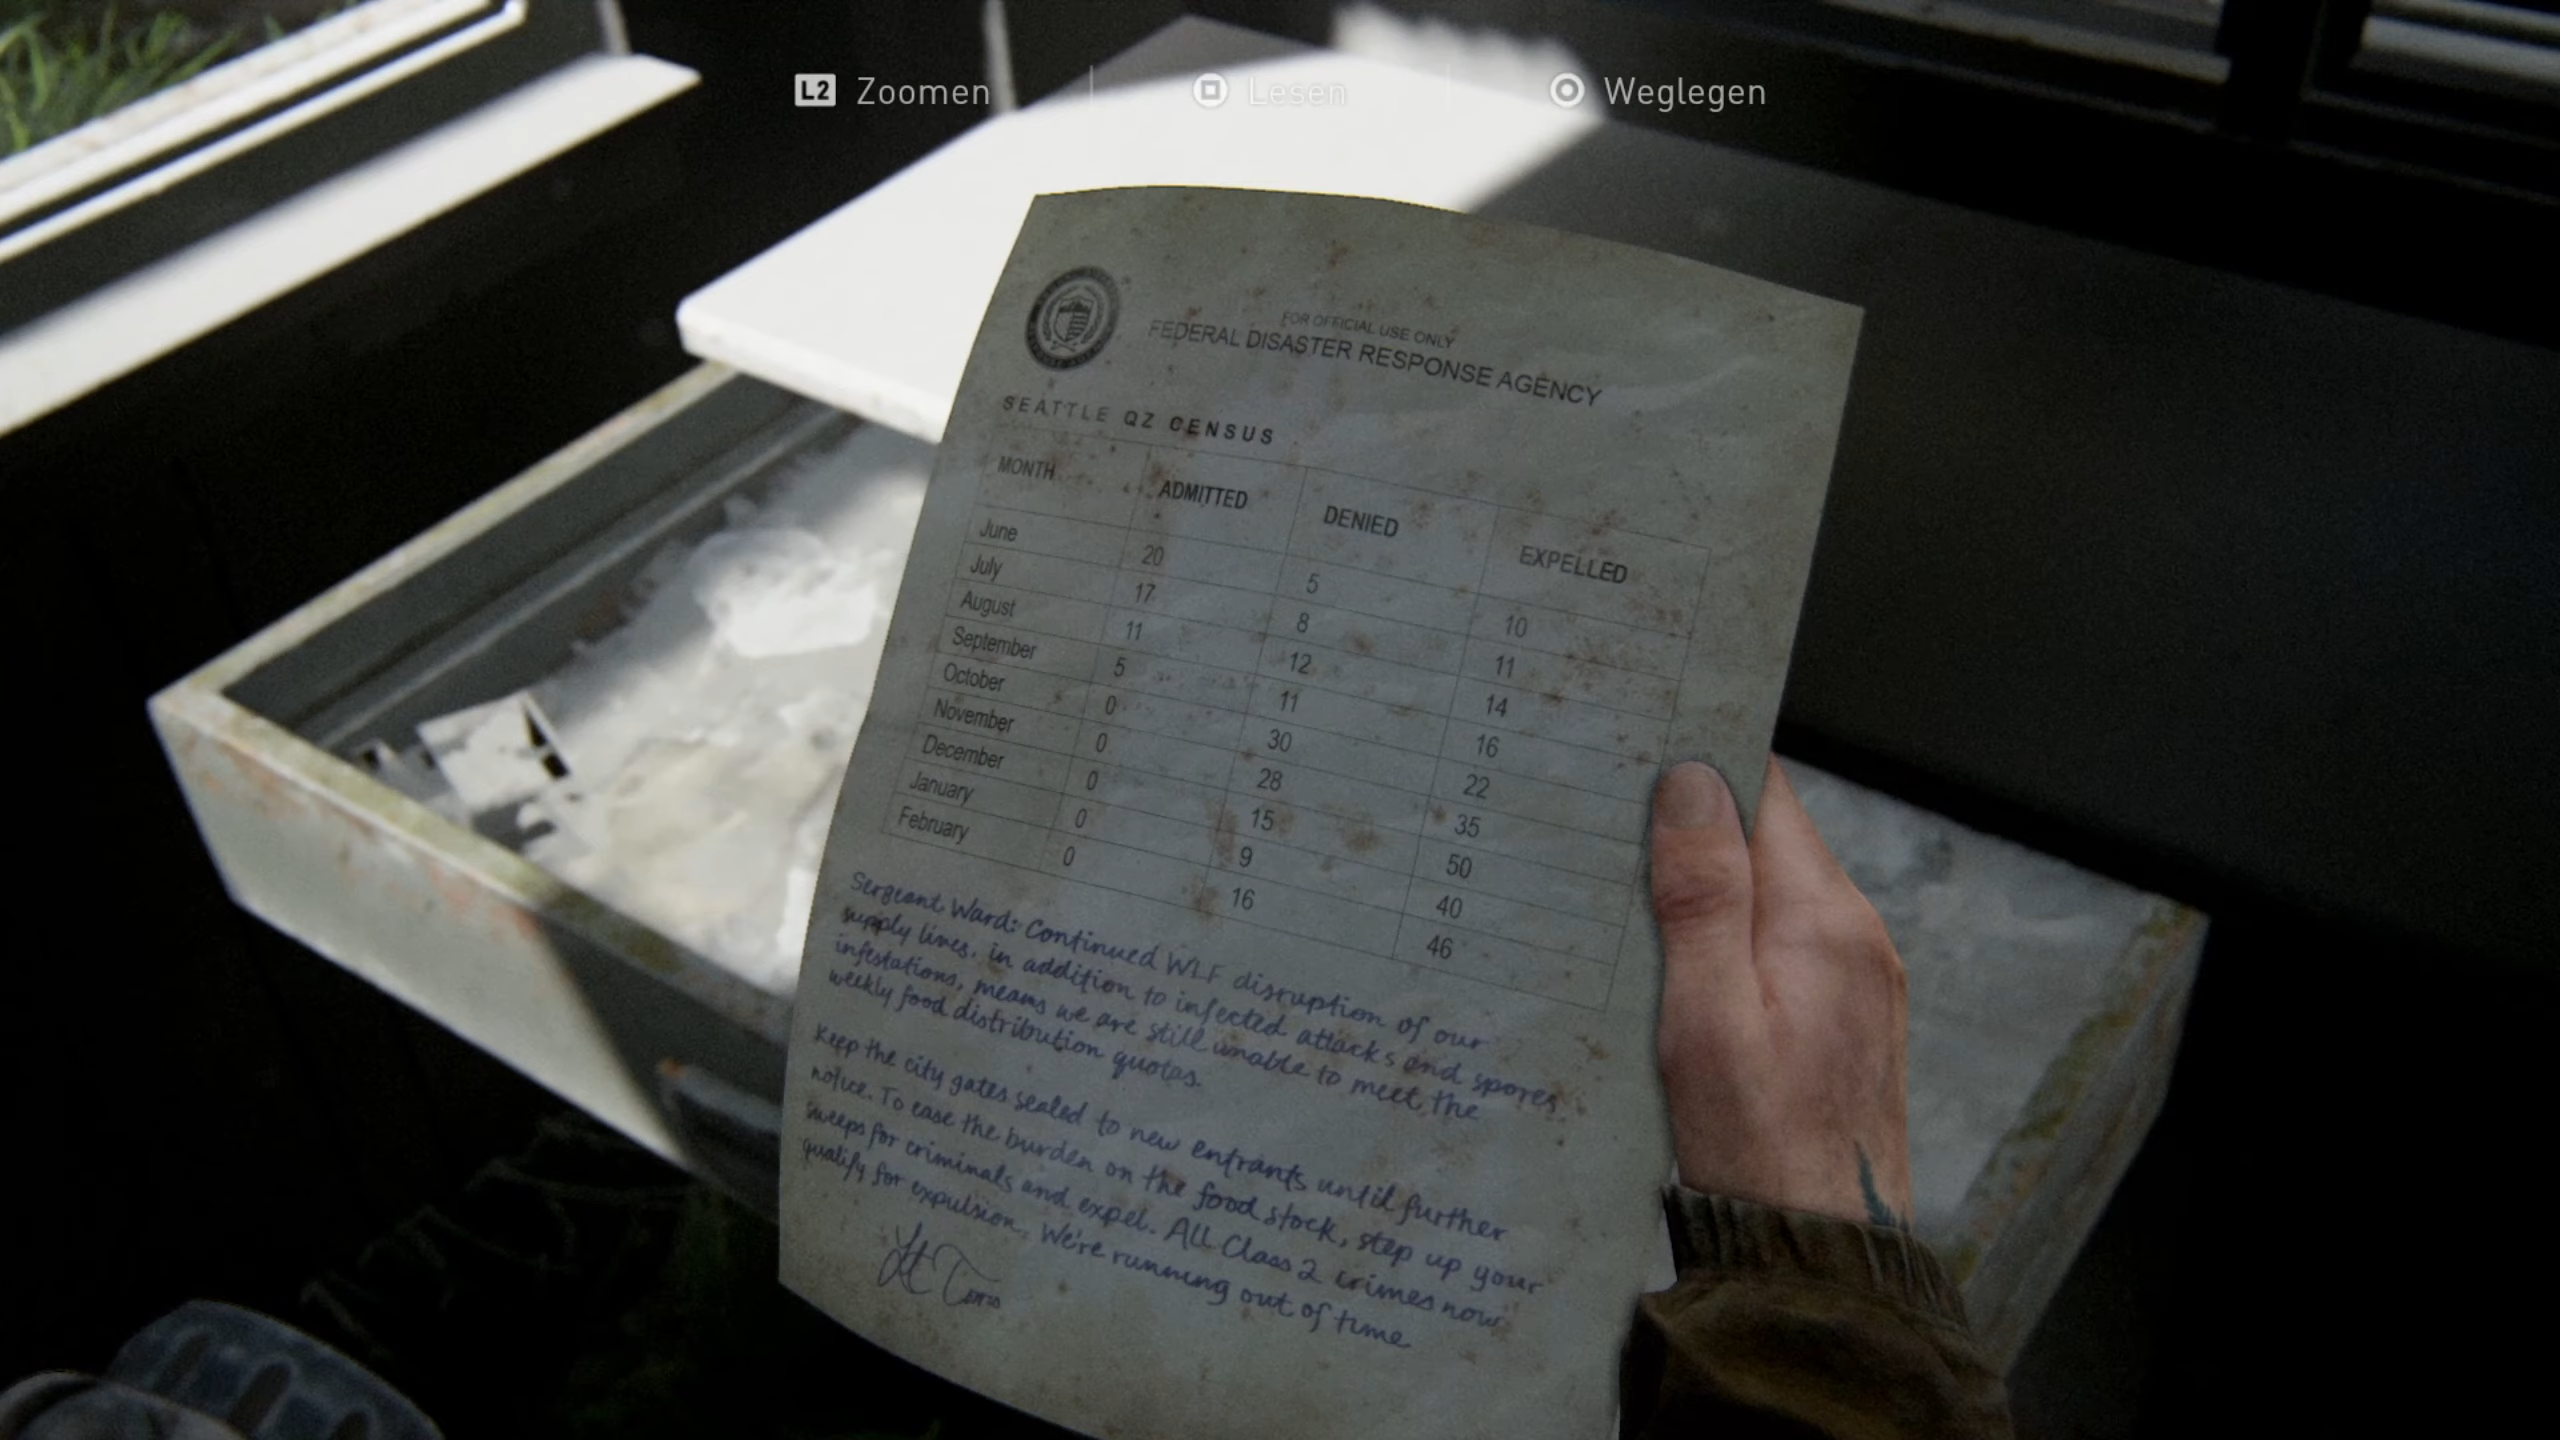 L2 Zoomen Lesen Weglegen
FOR OFFICIAL USE ONLY
FEDERAL DISASTER RESPONSE AGENCY
SEATTLE QZ CENSUS
MONTH ADMITTED DENIED EXPELLED
June 20 5 10
July 17 8 11
August 11 12 14
September 5 11 16
October 0 30 22
November 0 28 35
December 0 15 50
January 0 9 40
February 0 16 46
Sergeant Ward: Continued WLF disruption of our
supply lines, in addition to infected attacks and spores
infestations, means we are still unable to meet the
weekly food distribution quotas.
Keep the city gates sealed to new entrants until further
notice. To ease the burden on the food stock, step up your
sweeps for criminals and expel. All Class 2 crimes now
qualify for expulsion. We're running out of time
Lt Torres